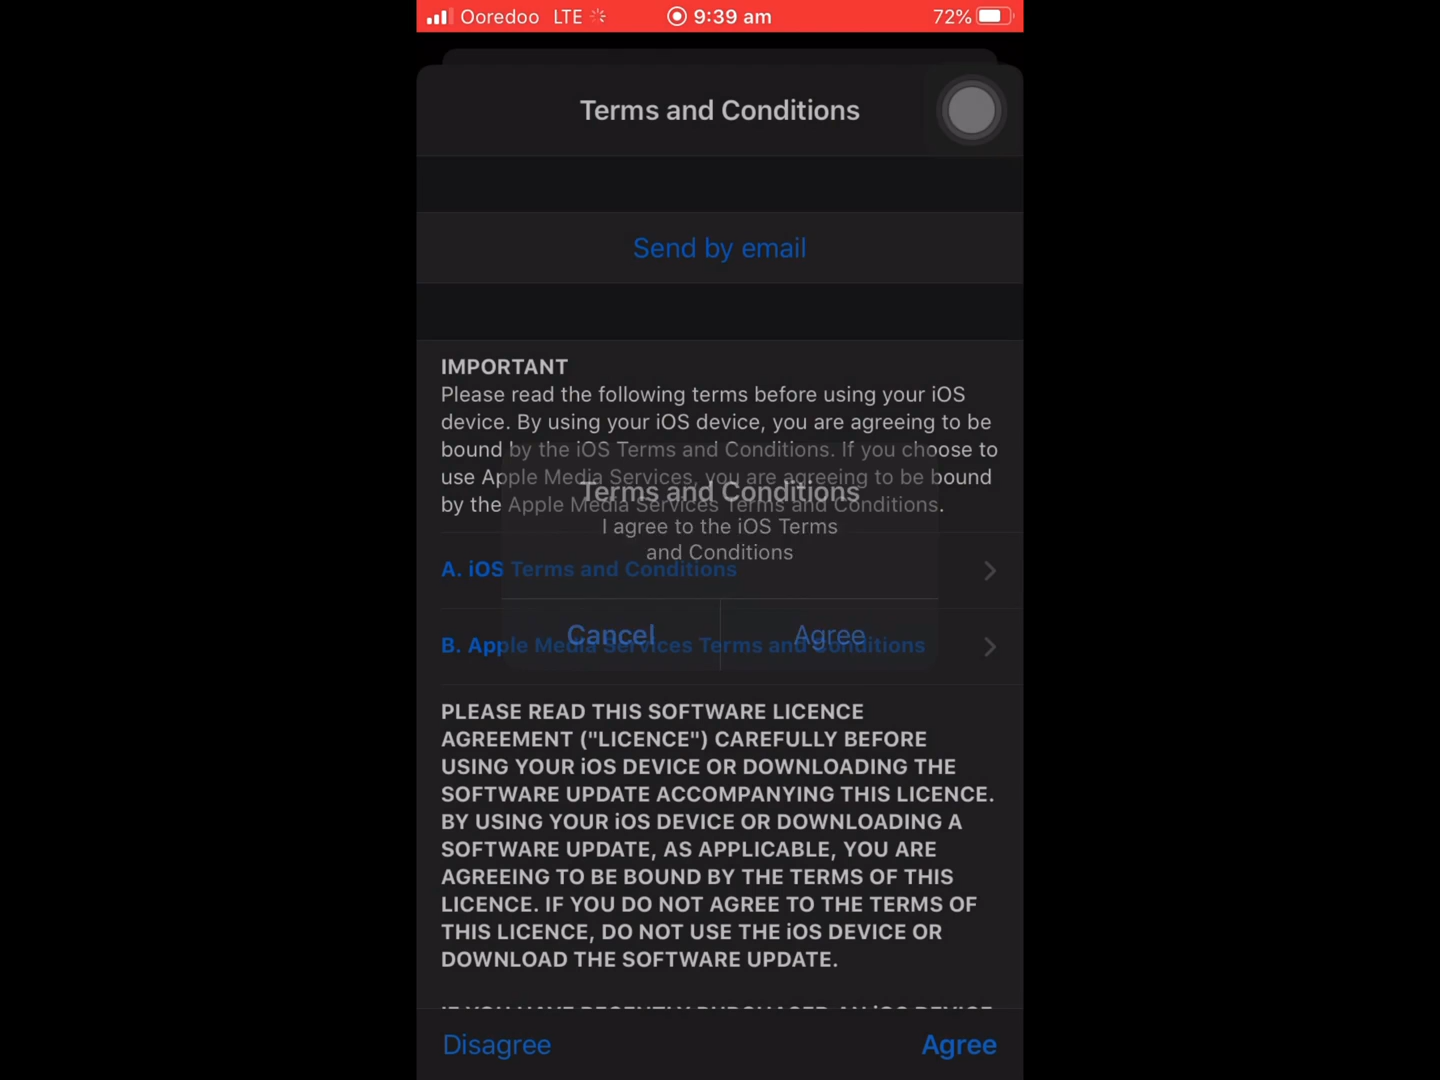 Ooredoo LTE 9:39 am 72%
Terms and Conditions
Send by email
IMPORTANT
Please read the following terms before using your iOS
device. By using your iOS device, you are agreeing to be
bound by the iOS Terms and Conditions. If you choose to
use Apple Media Services, you are agreeing to be bound
by the Apple Media Services Terms and Conditions.
Terms and Conditions
I agree to the iOS Terms
and Conditions
Cancel Agree
A. iOS Terms and Conditions
B. Apple Media Services Terms and Conditions
PLEASE READ THIS SOFTWARE LICENCE
AGREEMENT ("LICENCE") CAREFULLY BEFORE
USING YOUR iOS DEVICE OR DOWNLOADING THE
SOFTWARE UPDATE ACCOMPANYING THIS LICENCE.
BY USING YOUR iOS DEVICE OR DOWNLOADING A
SOFTWARE UPDATE, AS APPLICABLE, YOU ARE
AGREEING TO BE BOUND BY THE TERMS OF THIS
LICENCE. IF YOU DO NOT AGREE TO THE TERMS OF
THIS LICENCE, DO NOT USE THE iOS DEVICE OR
DOWNLOAD THE SOFTWARE UPDATE.
IF YOU HAVE RECENTLY PURCHASED AN iOS DEVICE
Disagree Agree